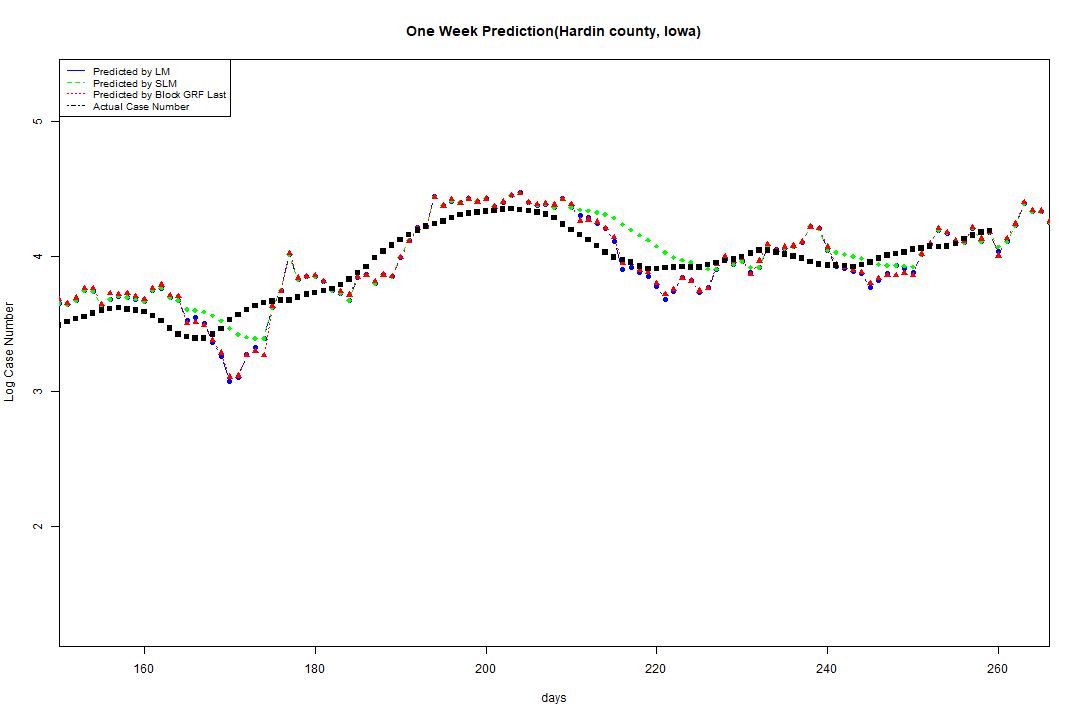 One Week Prediction(Hardin county, Iowa)
Predicted by LM
Predicted by SLM
Predicted by Block GRF Last
Actual Case Number
5
4
3
2
Log Case Number
160 180 200 220 240 260
days